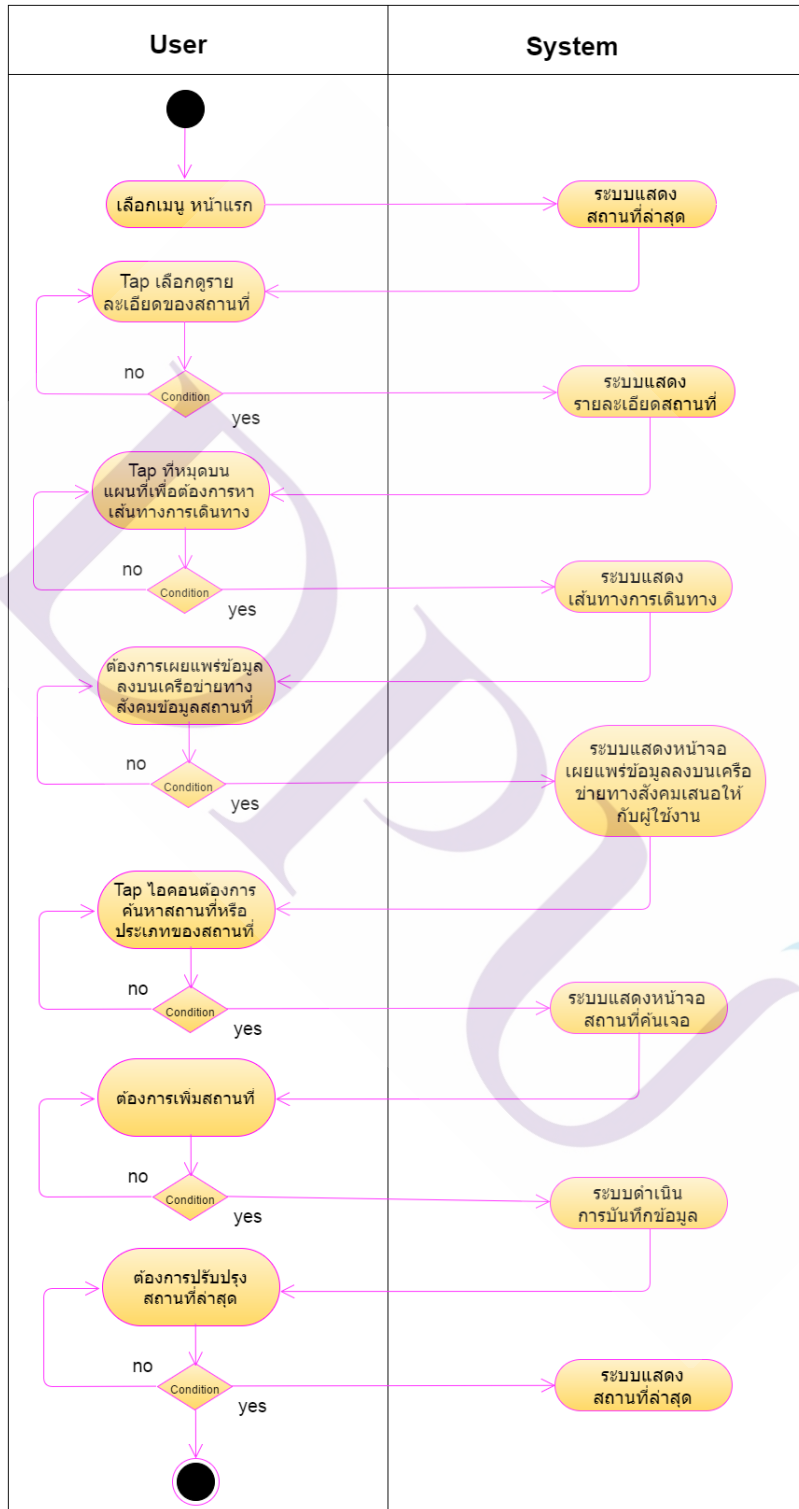 User
System
เลือกเมนู หน้าแรก
ระบบแสดง
สถานที่ล่าสุด
Tap เลือกดูราย
ละเอียดของสถานที่
no
Condition
yes
ระบบแสดง
รายละเอียดสถานที่
Tap ที่หมุดบน
แผนที่เพื่อต้องการหา
เส้นทางการเดินทาง
no
Condition
yes
ระบบแสดง
เส้นทางการเดินทาง
ต้องการเผยแพร่ข้อมูล
ลงบนเครือข่ายทาง
สังคมข้อมูลสถานที่
no
Condition
yes
ระบบแสดงหน้าจอ
เผยแพร่ข้อมูลลงบนเครือ
ข่ายทางสังคมเสนอให้
กับผู้ใช้งาน
Tap ไอคอนต้องการ
ค้นหาสถานที่หรือ
ประเภทของสถานที่
no
Condition
yes
ระบบแสดงหน้าจอ
สถานที่ค้นเจอ
ต้องการเพิ่มสถานที่
no
Condition
yes
ระบบดำเนิน
การบันทึกข้อมูล
ต้องการปรับปรุง
สถานที่ล่าสุด
no
Condition
yes
ระบบแสดง
สถานที่ล่าสุด
DPU